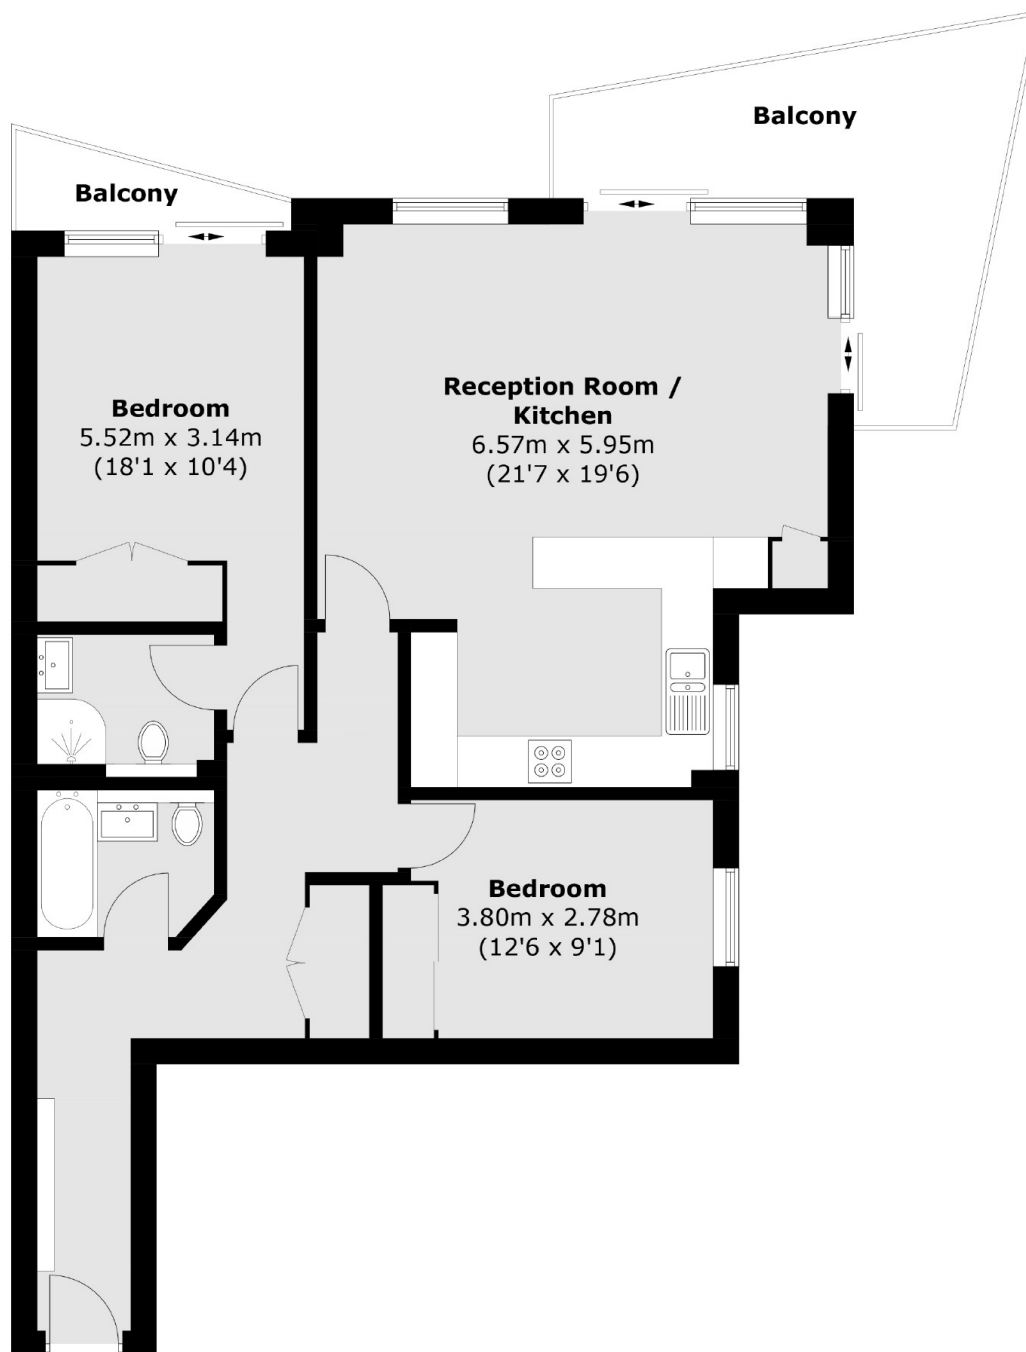 Balcony
Balcony
Bedroom
5.52m x 3.14m
(18'1 x 10'4)
Reception Room /
Kitchen
6.57m x 5.95m
(21'7 x 19'6)
Bedroom
3.80m x 2.78m
(12'6 x 9'1)